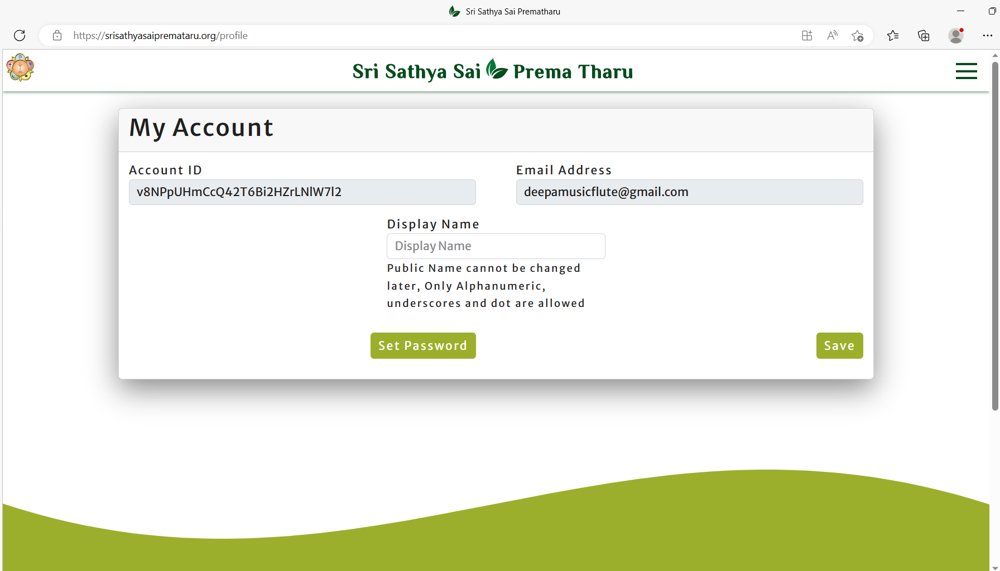 Sri Sathya Sai Prematharu
https://srisathyasaipremataru.org/profile
Sri Sathya Sai Prema Tharu
My Account
Account ID
Email Address
v8NPpUHmCcQ42T6Bi2HZrLNlW7l2
deepamusicflute@gmail.com
Display Name
Display Name
Public Name cannot be changed
later, Only Alphanumeric,
underscores and dot are allowed
Set Password
Save